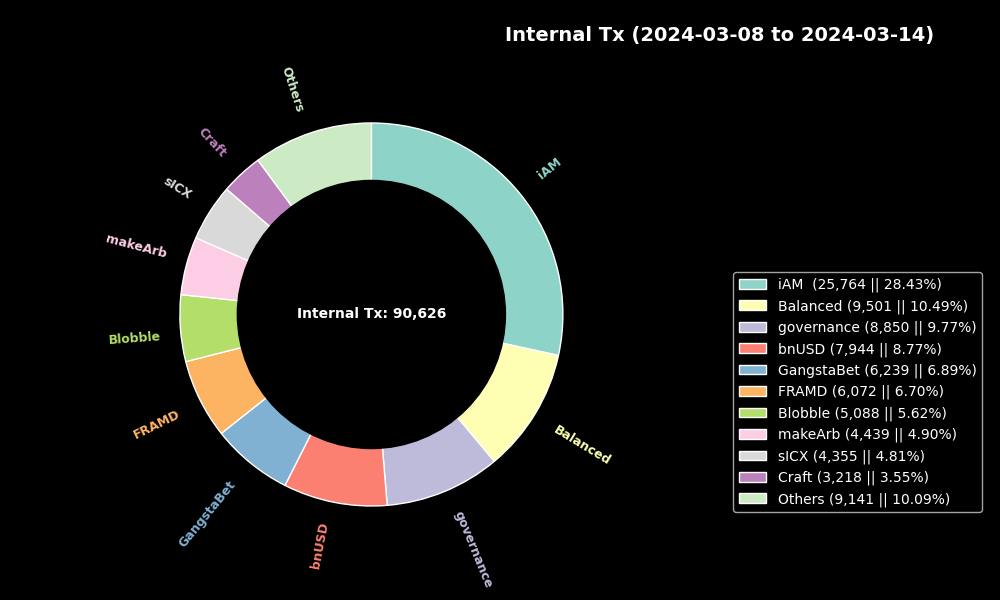 Internal Tx (2024-03-08 to 2024-03-14)
Others
Craft
iAM
sICX
makeArb
Internal Tx: 90,626
Blobble
FRAMD
Balanced
GangstaBet
bnUSD
governance
iAM  (25,764 || 28.43%)
Balanced (9,501 || 10.49%)
governance (8,850 || 9.77%)
bnUSD (7,944 || 8.77%)
GangstaBet (6,239 || 6.89%)
FRAMD (6,072 || 6.70%)
Blobble (5,088 || 5.62%)
makeArb (4,439 || 4.90%)
sICX (4,355 || 4.81%)
Craft (3,218 || 3.55%)
Others (9,141 || 10.09%)